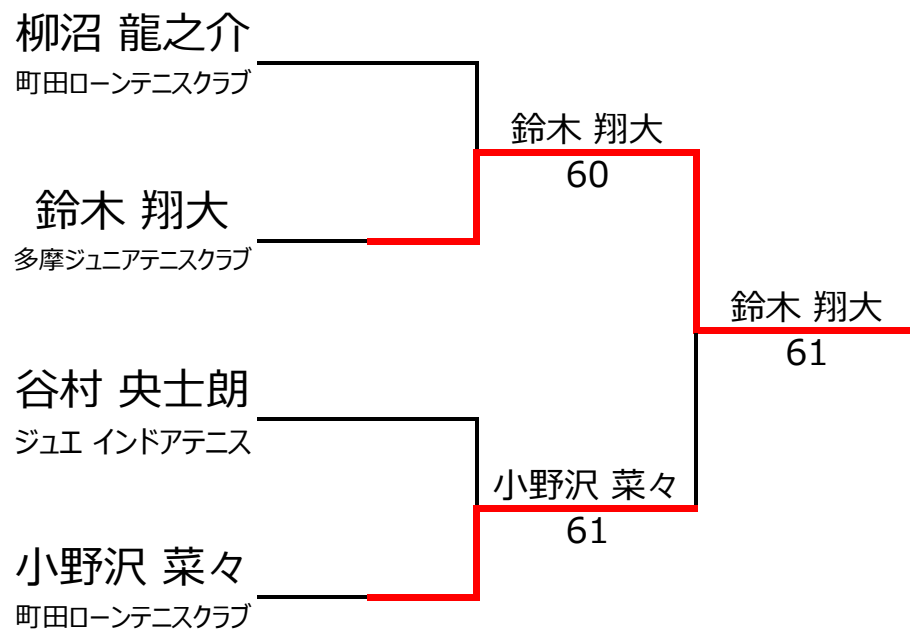 柳沼 龍之介
町田ローンテニスクラブ
鈴木 翔大
60
鈴木 翔大
多摩ジュニアテニスクラブ
鈴木 翔大
61
谷村 央士朗
ジュエ インドアテニス
小野沢 菜々
61
小野沢 菜々
町田ローンテニスクラブ